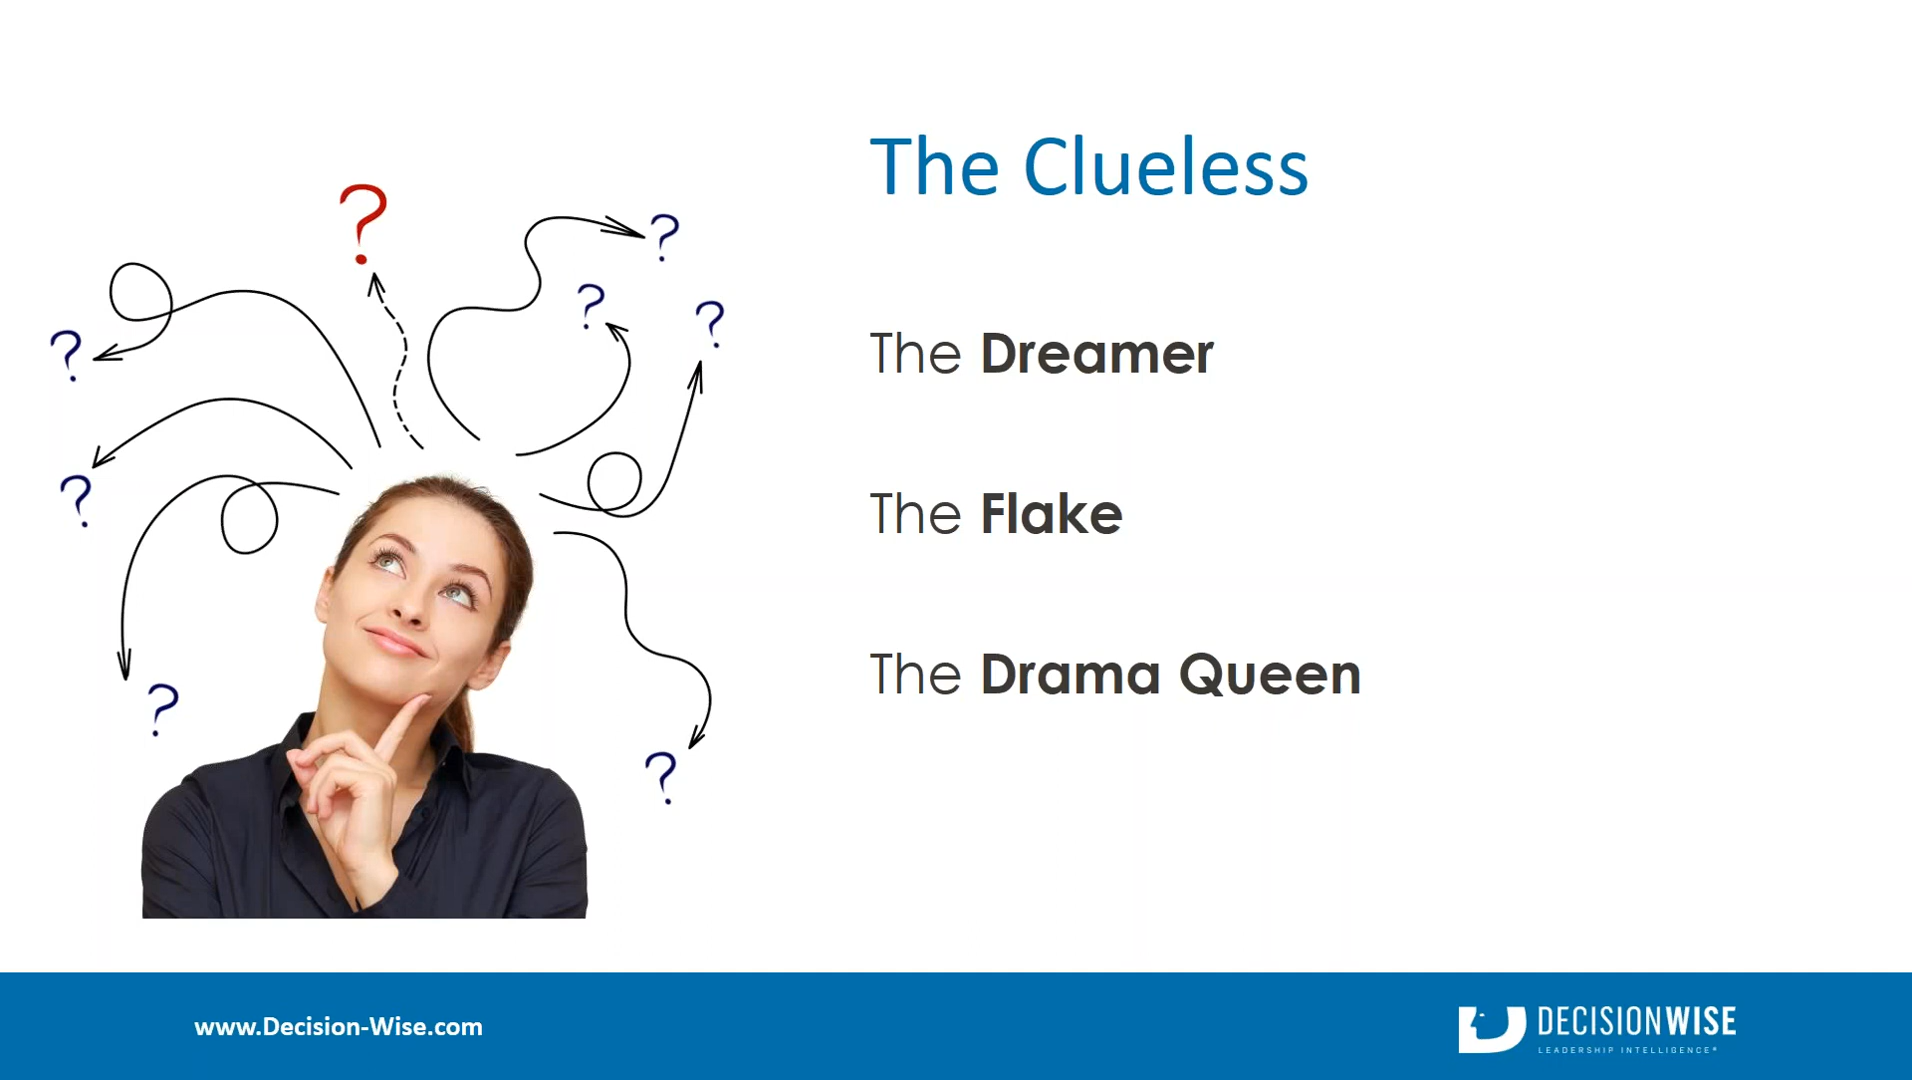 The Clueless
?
?
?
?
?
The Dreamer
?
?
The Flake
The Drama Queen
?
www.Decision-Wise.com
DECISIONWISE
LEADERSHIP INTELLIGENCE®